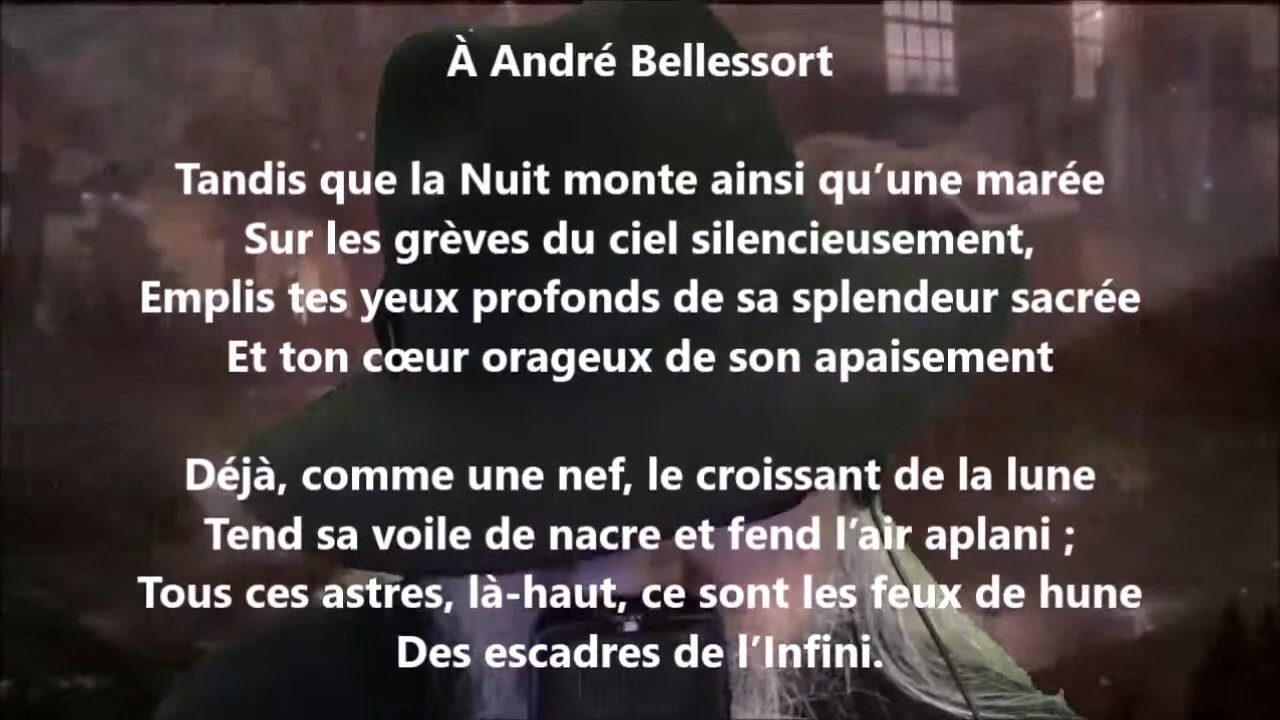 À André Bellessort
Tandis que la Nuit monte ainsi qu’une marée
Sur les grèves du ciel silencieusement,
Emplis tes yeux profonds de sa splendeur sacrée
Et ton cœur orageux de son apaisement
Déjà, comme une nef, le croissant de la lune
Tend sa voile de nacre et fend l’air aplani ;
Tous ces astres, là-haut, ce sont les feux de hune
Des escadres de l’Infini.